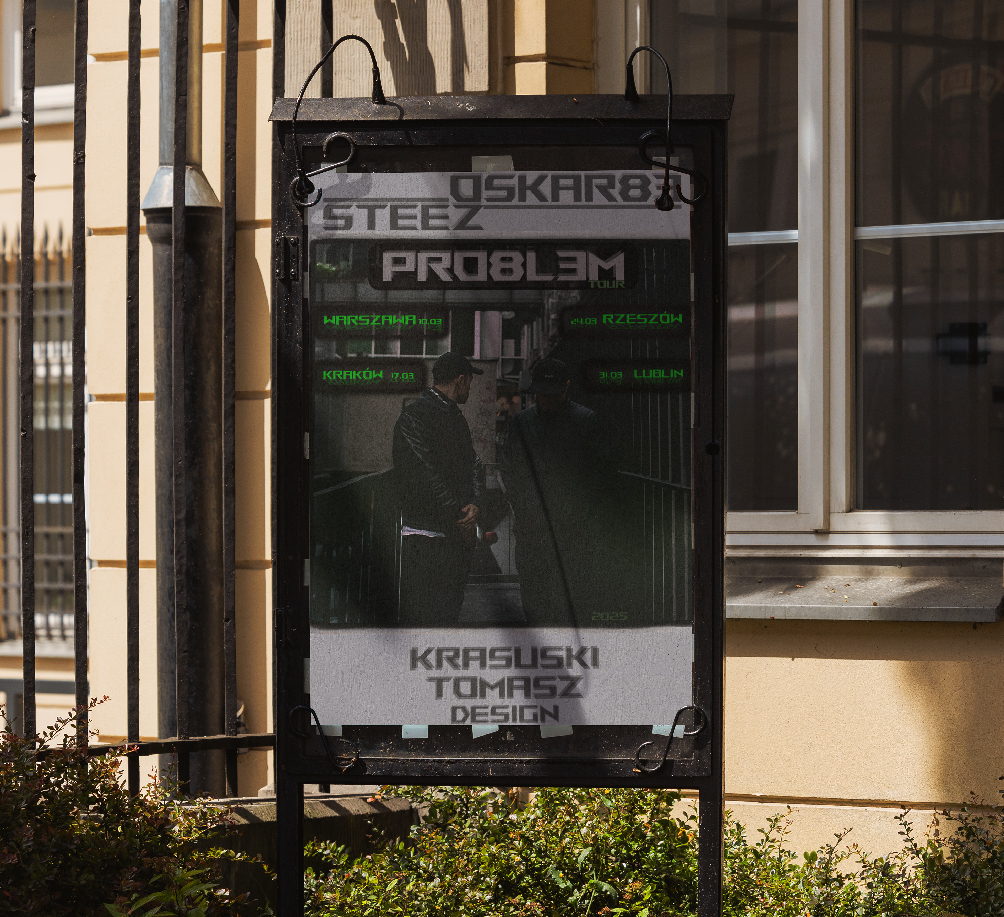 OSKAR83
STEEZ
PRO8L3M
TOUR
WARSZAWA 10.03
24.03 RZESZÓW
KRAKÓW 17.03
31.03 LUBLIN
2025
KRASUSKI
TOMASZ
DESIGN